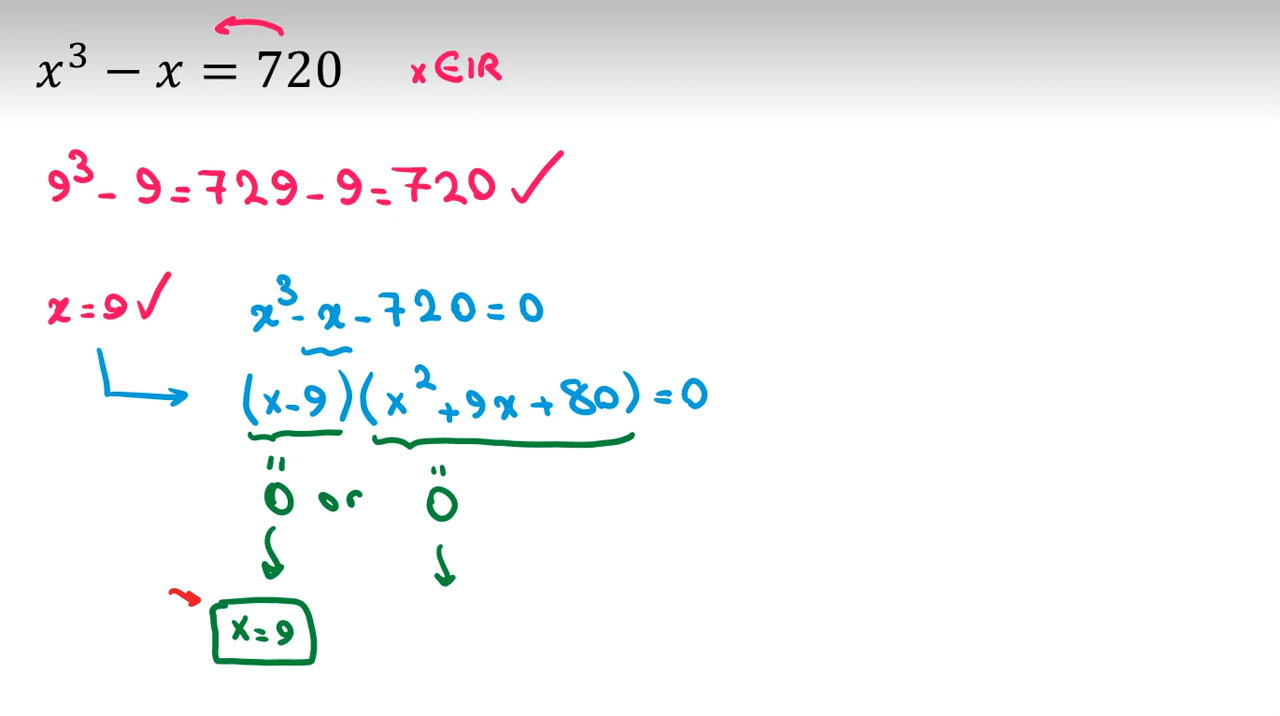 x³ − x = 720 x ∈ ℝ
9³ - 9 = 729 - 9 = 720 ✓
x = 9 ✓ x³ - x - 720 = 0
(x - 9)(x² + 9x + 80) = 0
= =
0 or 0
x = 9